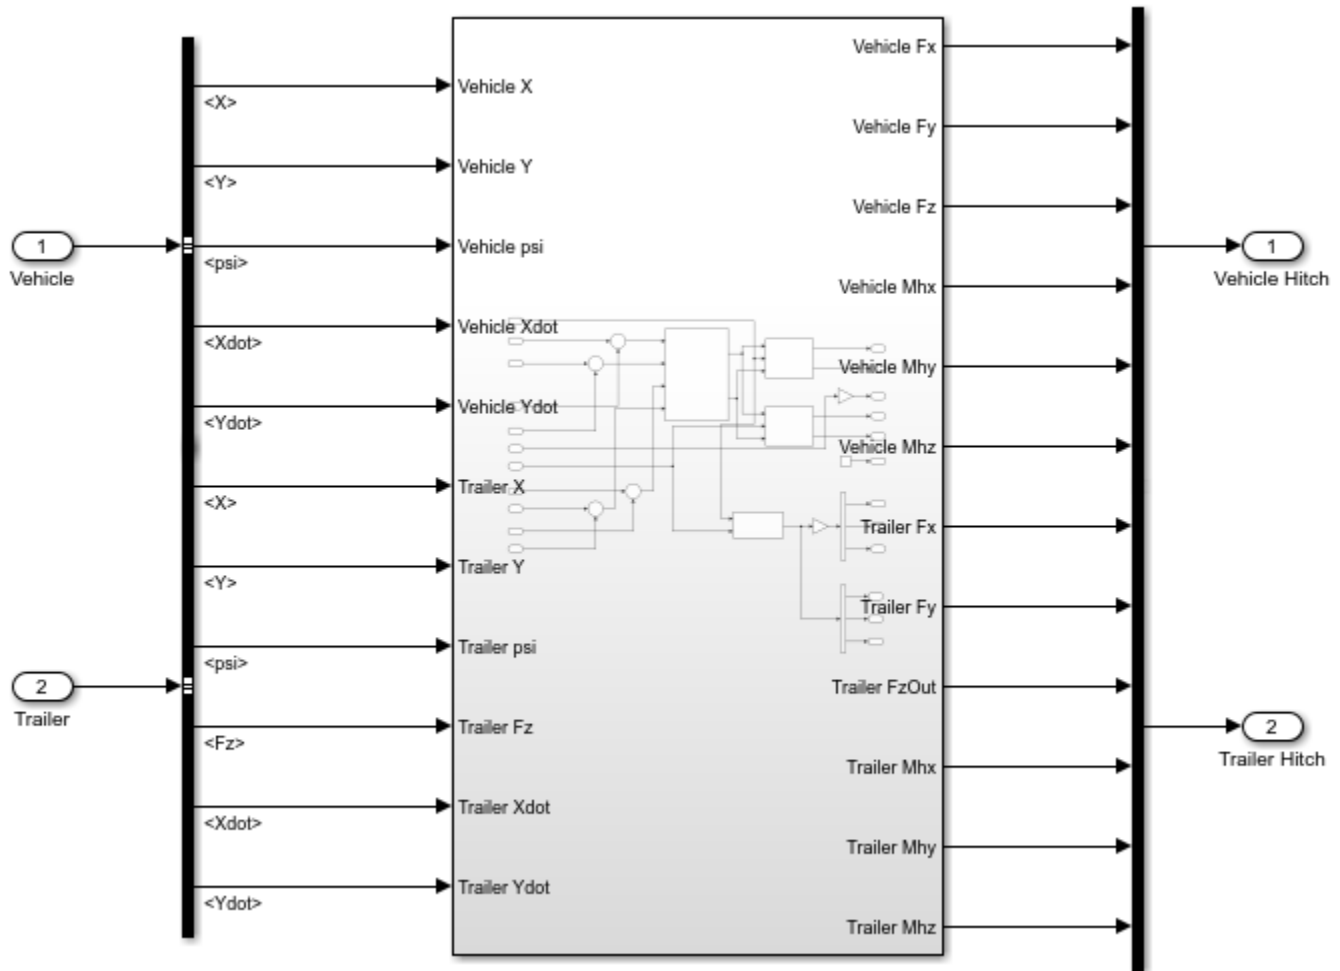 1
Vehicle
2
Trailer
<X>
<Y>
<psi>
<Xdot>
<Ydot>
<X>
<Y>
<psi>
<Fz>
<Xdot>
<Ydot>
Vehicle X
Vehicle Y
Vehicle psi
Vehicle Xdot
Vehicle Ydot
Trailer X
Trailer Y
Trailer psi
Trailer Fz
Trailer Xdot
Trailer Ydot
Vehicle Fx
Vehicle Fy
Vehicle Fz
Vehicle Mhx
Vehicle Mhy
Vehicle Mhz
Trailer Fx
Trailer Fy
Trailer FzOut
Trailer Mhx
Trailer Mhy
Trailer Mhz
1
Vehicle Hitch
2
Trailer Hitch